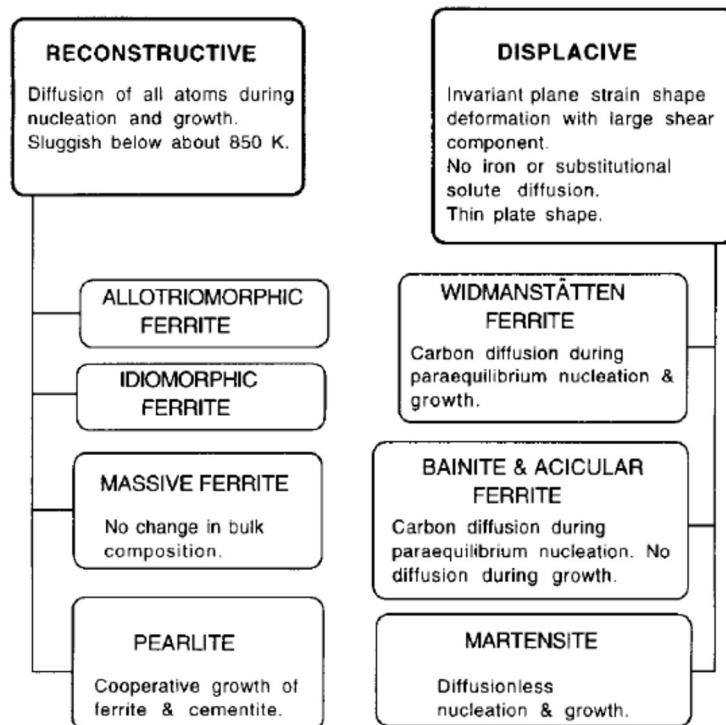 RECONSTRUCTIVE
Diffusion of all atoms during
nucleation and growth.
Sluggish below about 850 K.
ALLOTRIOMORPHIC
FERRITE
IDIOMORPHIC
FERRITE
MASSIVE FERRITE
No change in bulk
composition.
PEARLITE
Cooperative growth of
ferrite & cementite.
DISPLACIVE
Invariant plane strain shape
deformation with large shear
component.
No iron or substitutional
solute diffusion.
Thin plate shape.
WIDMANSTÄTTEN
FERRITE
Carbon diffusion during
paraequilibrium nucleation &
growth.
BAINITE & ACICULAR
FERRITE
Carbon diffusion during
paraequilibrium nucleation. No
diffusion during growth.
MARTENSITE
Diffusionless
nucleation & growth.